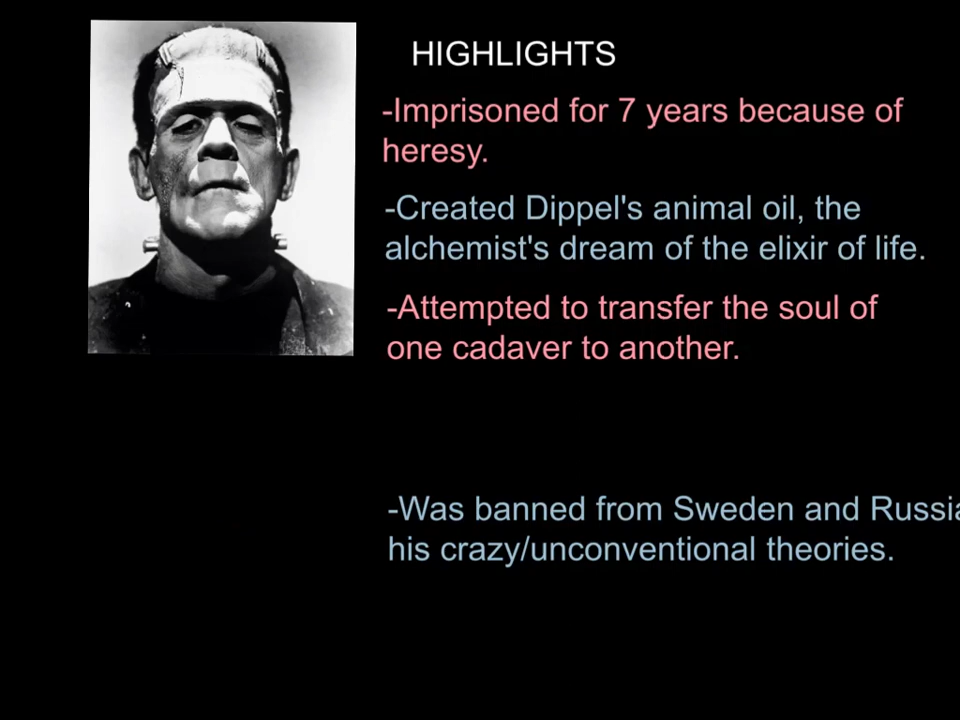 HIGHLIGHTS
-Imprisoned for 7 years because of
heresy.
-Created Dippel's animal oil, the
alchemist's dream of the elixir of life.
-Attempted to transfer the soul of
one cadaver to another.
-Was banned from Sweden and Russia
his crazy/unconventional theories.